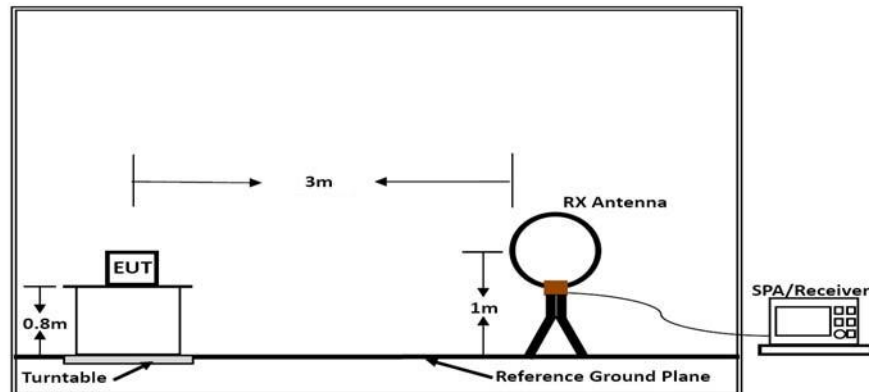 3m
RX Antenna
EUT
SPA/Receiver
0.8m
1m
Turntable
Reference Ground Plane